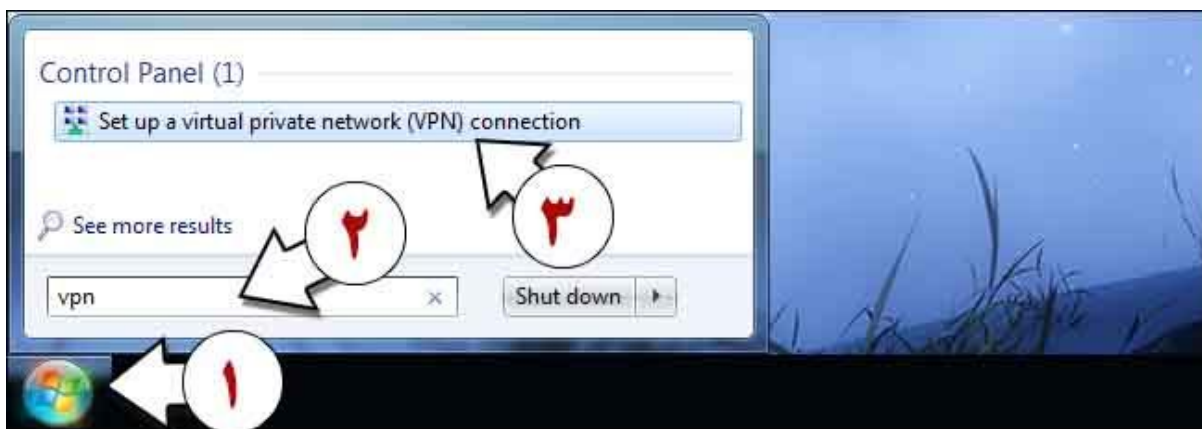 Control Panel (1)
Set up a virtual private network (VPN) connection
See more results
۲
۳
vpn
Shut down
۱